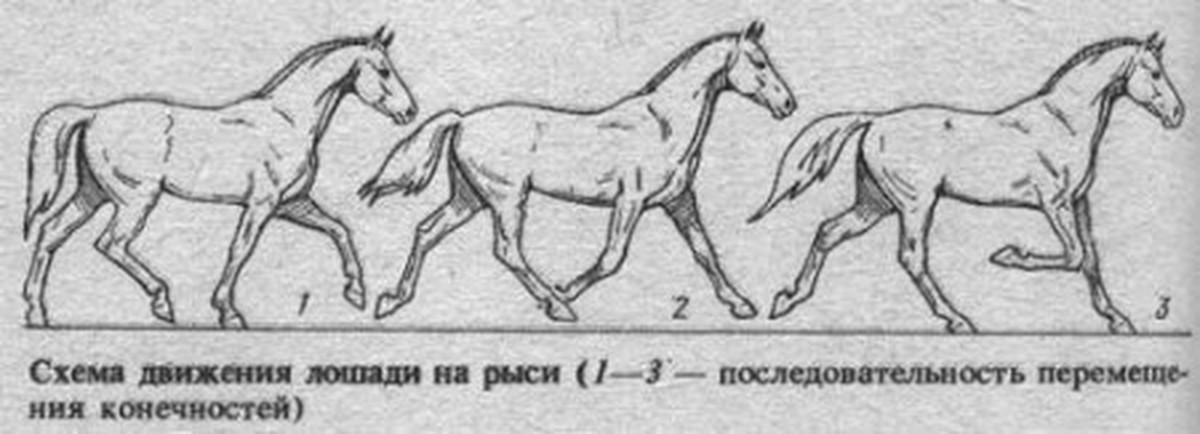 1 2 3
Схема движения лошади на рыси (1—3 — последовательность перемеще-
ния конечностей)